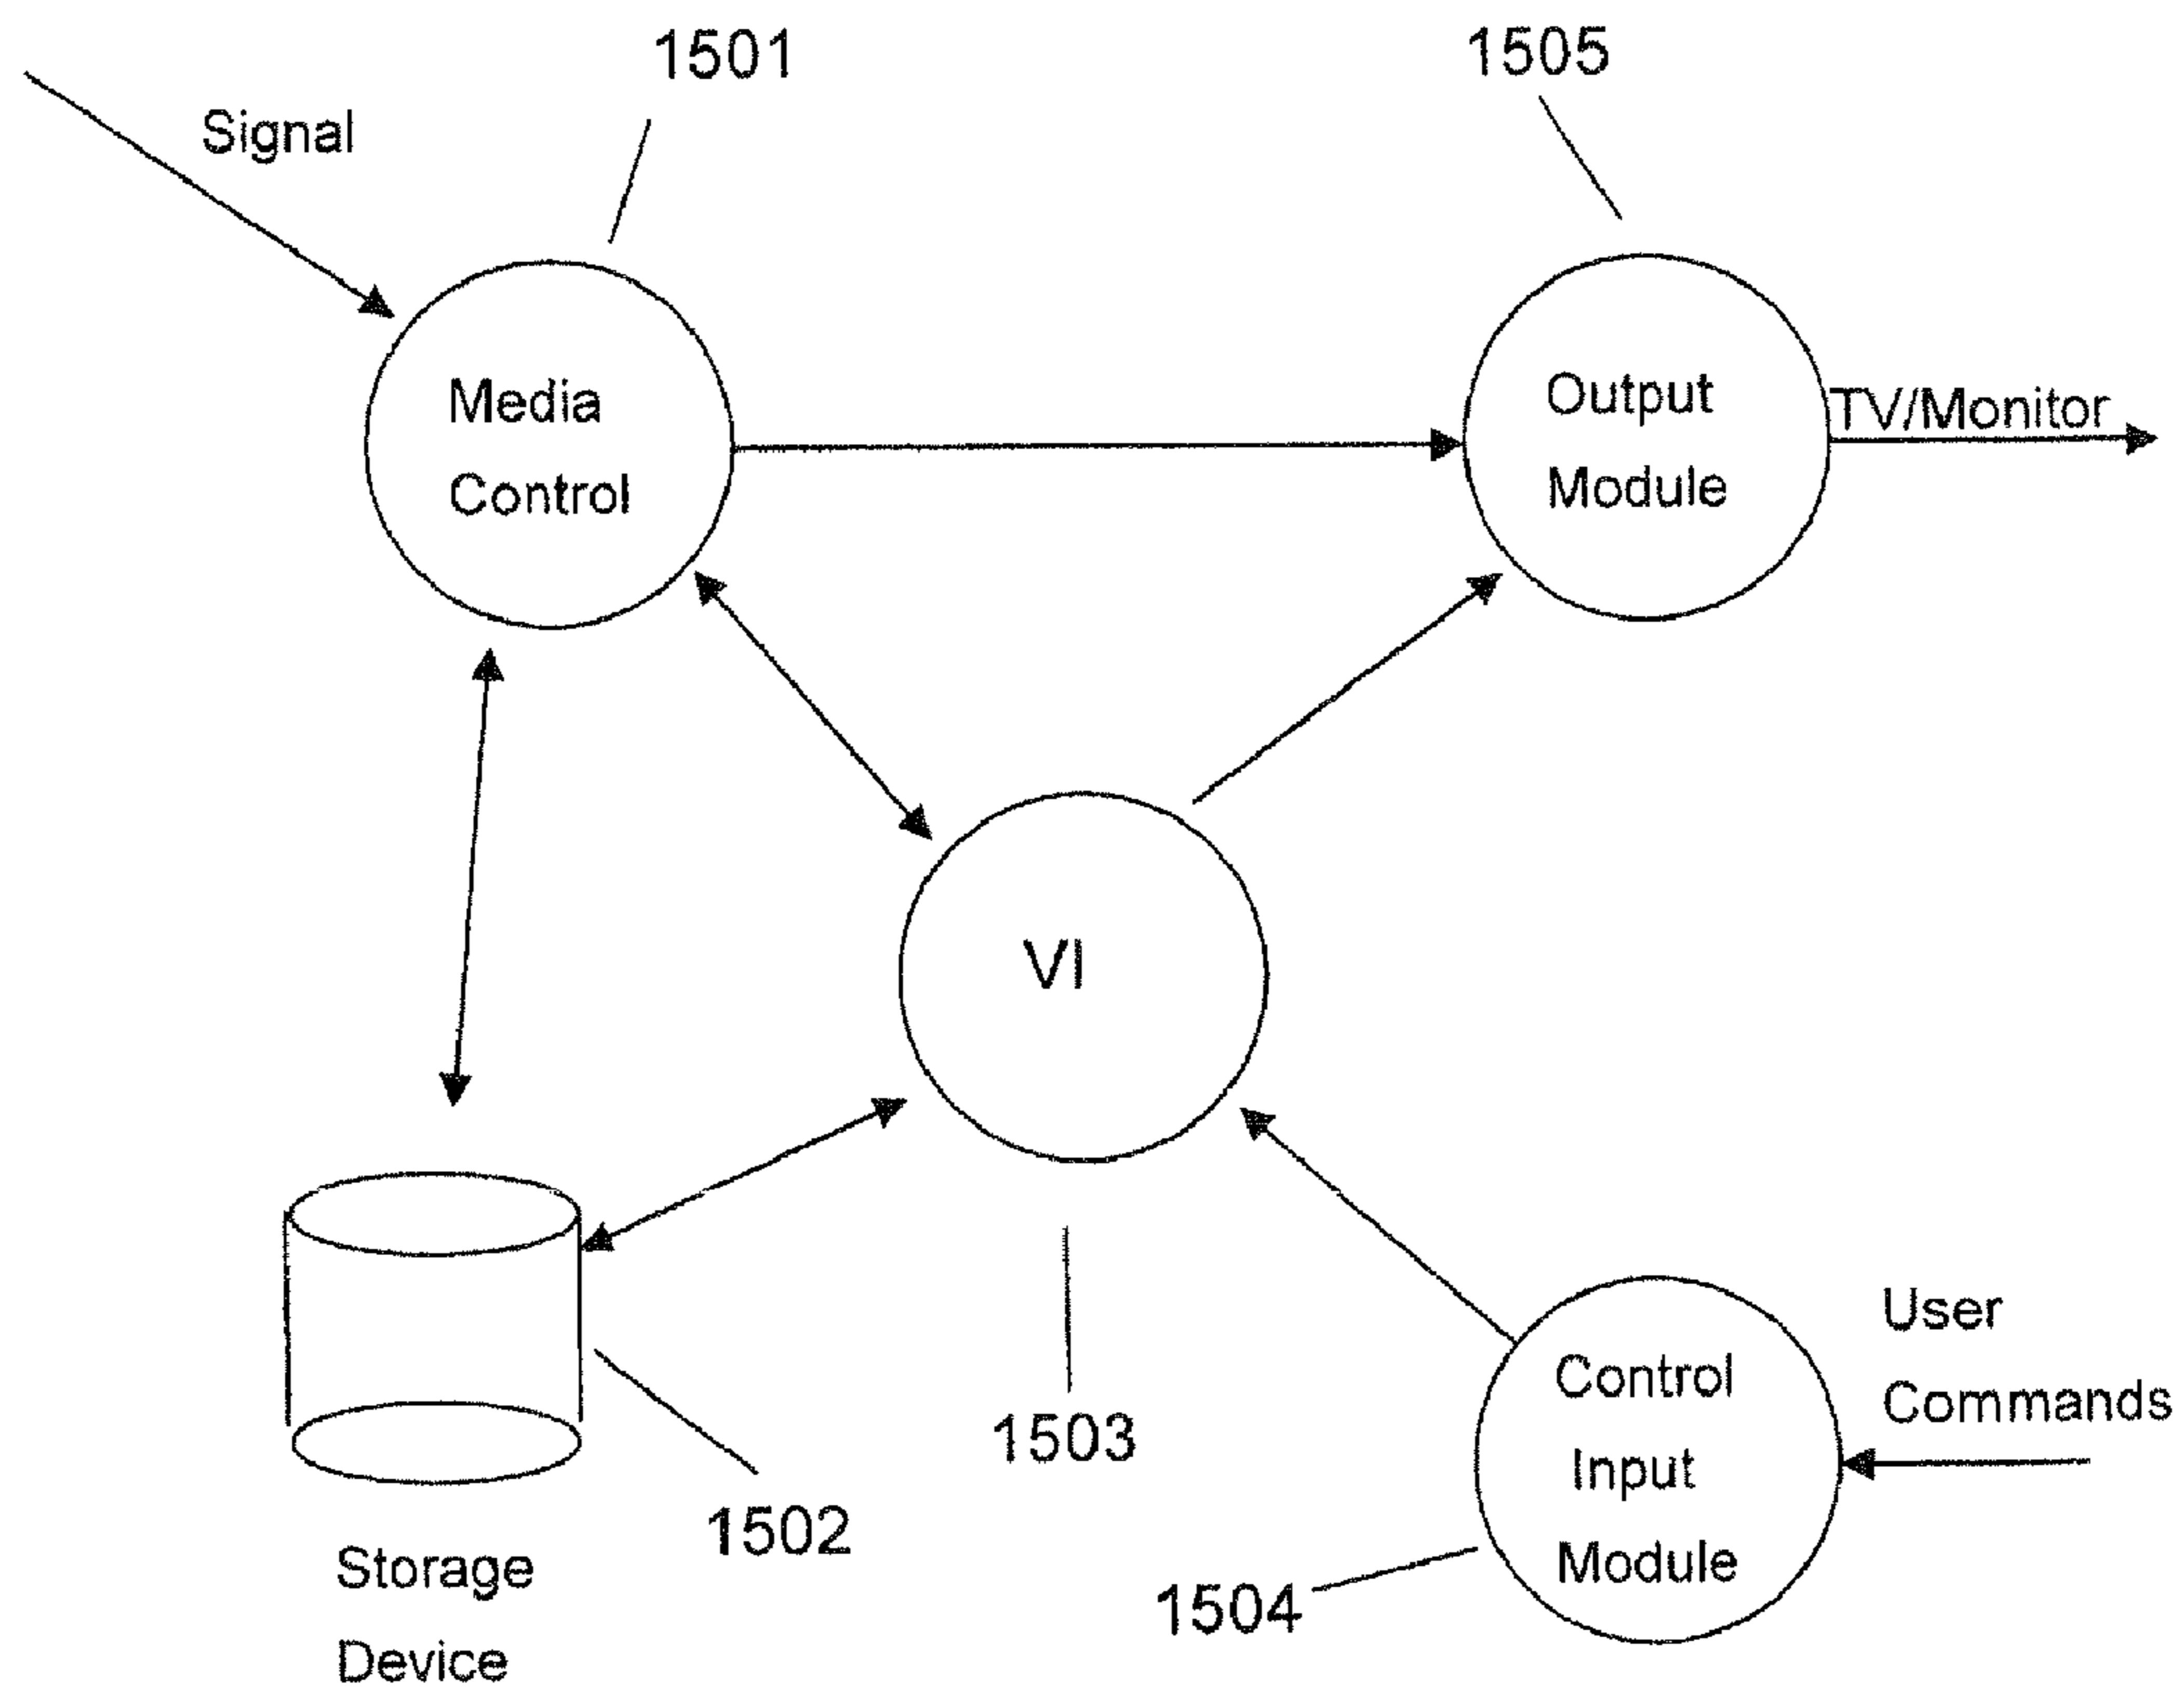 1501
1505
Signal
Media
Control
Output
Module
TV/Monitor
VI
1503
1502
Storage
Device
User
Commands
Control
Input
Module
1504